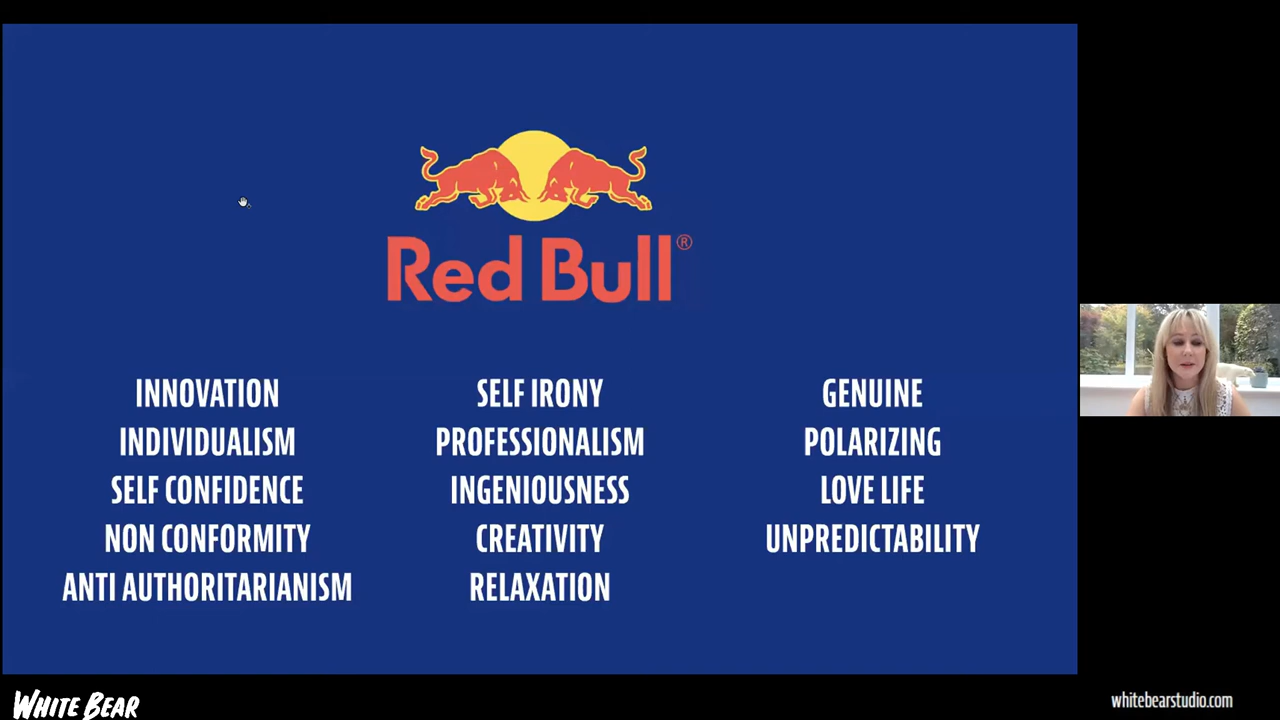 Red Bull®
INNOVATION
INDIVIDUALISM
SELF CONFIDENCE
NON CONFORMITY
ANTI AUTHORITARIANISM
SELF IRONY
PROFESSIONALISM
INGENIOUSNESS
CREATIVITY
RELAXATION
GENUINE
POLARIZING
LOVE LIFE
UNPREDICTABILITY
WHITE BEAR
whitebearstudio.com